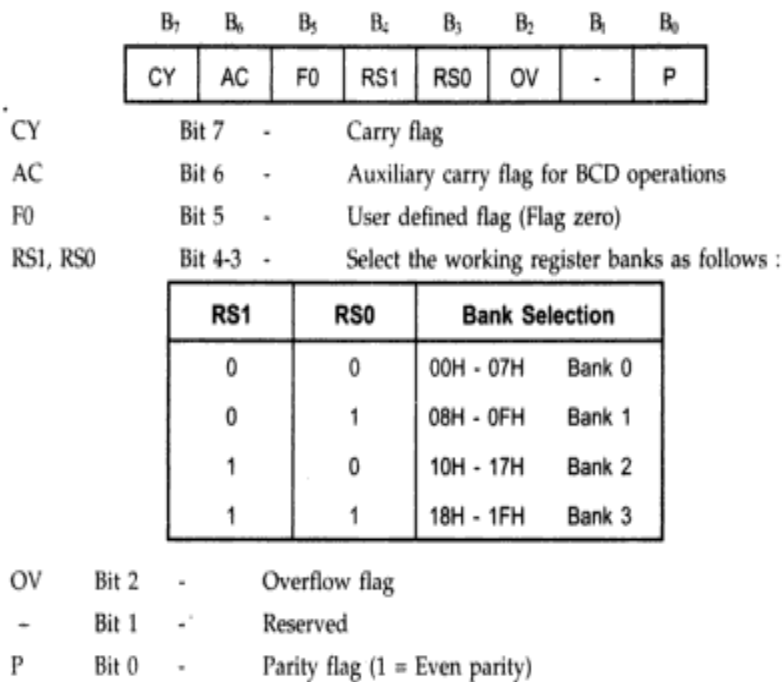 B₇ B₆ B₅ B₄ B₃ B₂ B₁ B₀
CY AC F0 RS1 RS0 OV - P
CY Bit 7 - Carry flag
AC Bit 6 - Auxiliary carry flag for BCD operations
F0 Bit 5 - User defined flag (Flag zero)
RS1, RS0 Bit 4-3 - Select the working register banks as follows :
RS1 RS0 Bank Selection
0 0 00H - 07H Bank 0
0 1 08H - 0FH Bank 1
1 0 10H - 17H Bank 2
1 1 18H - 1FH Bank 3
OV Bit 2 - Overflow flag
– Bit 1 - Reserved
P Bit 0 - Parity flag (1 = Even parity)